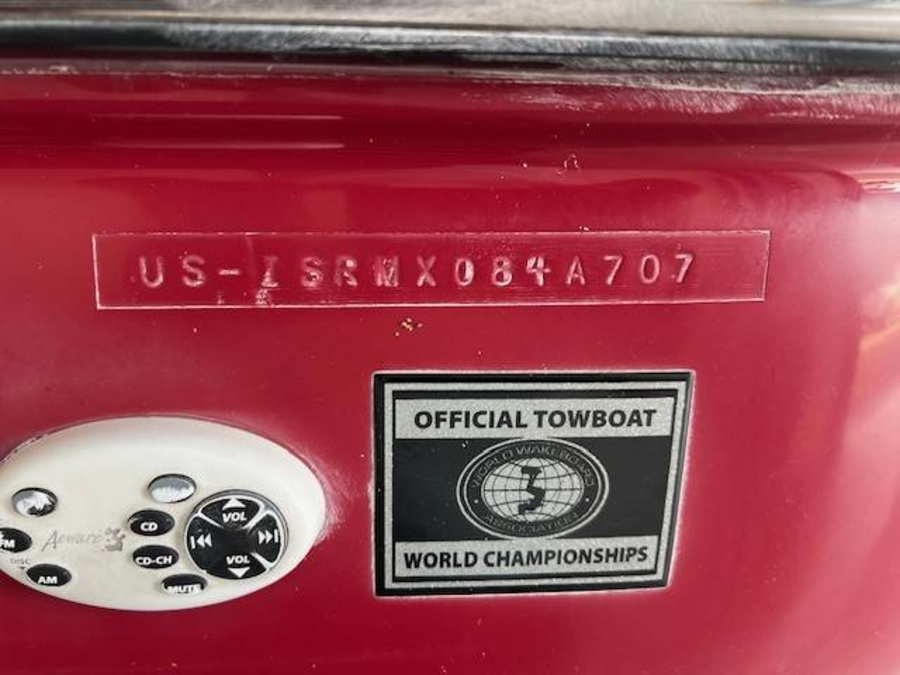 US-ISRMX084A707
OFFICIAL TOWBOAT
WORLD WAKEBOARD
ASSOCIATION
WORLD CHAMPIONSHIPS
VOL
CD
CD-CH
VOL
FM
DISC
AM
MUTE